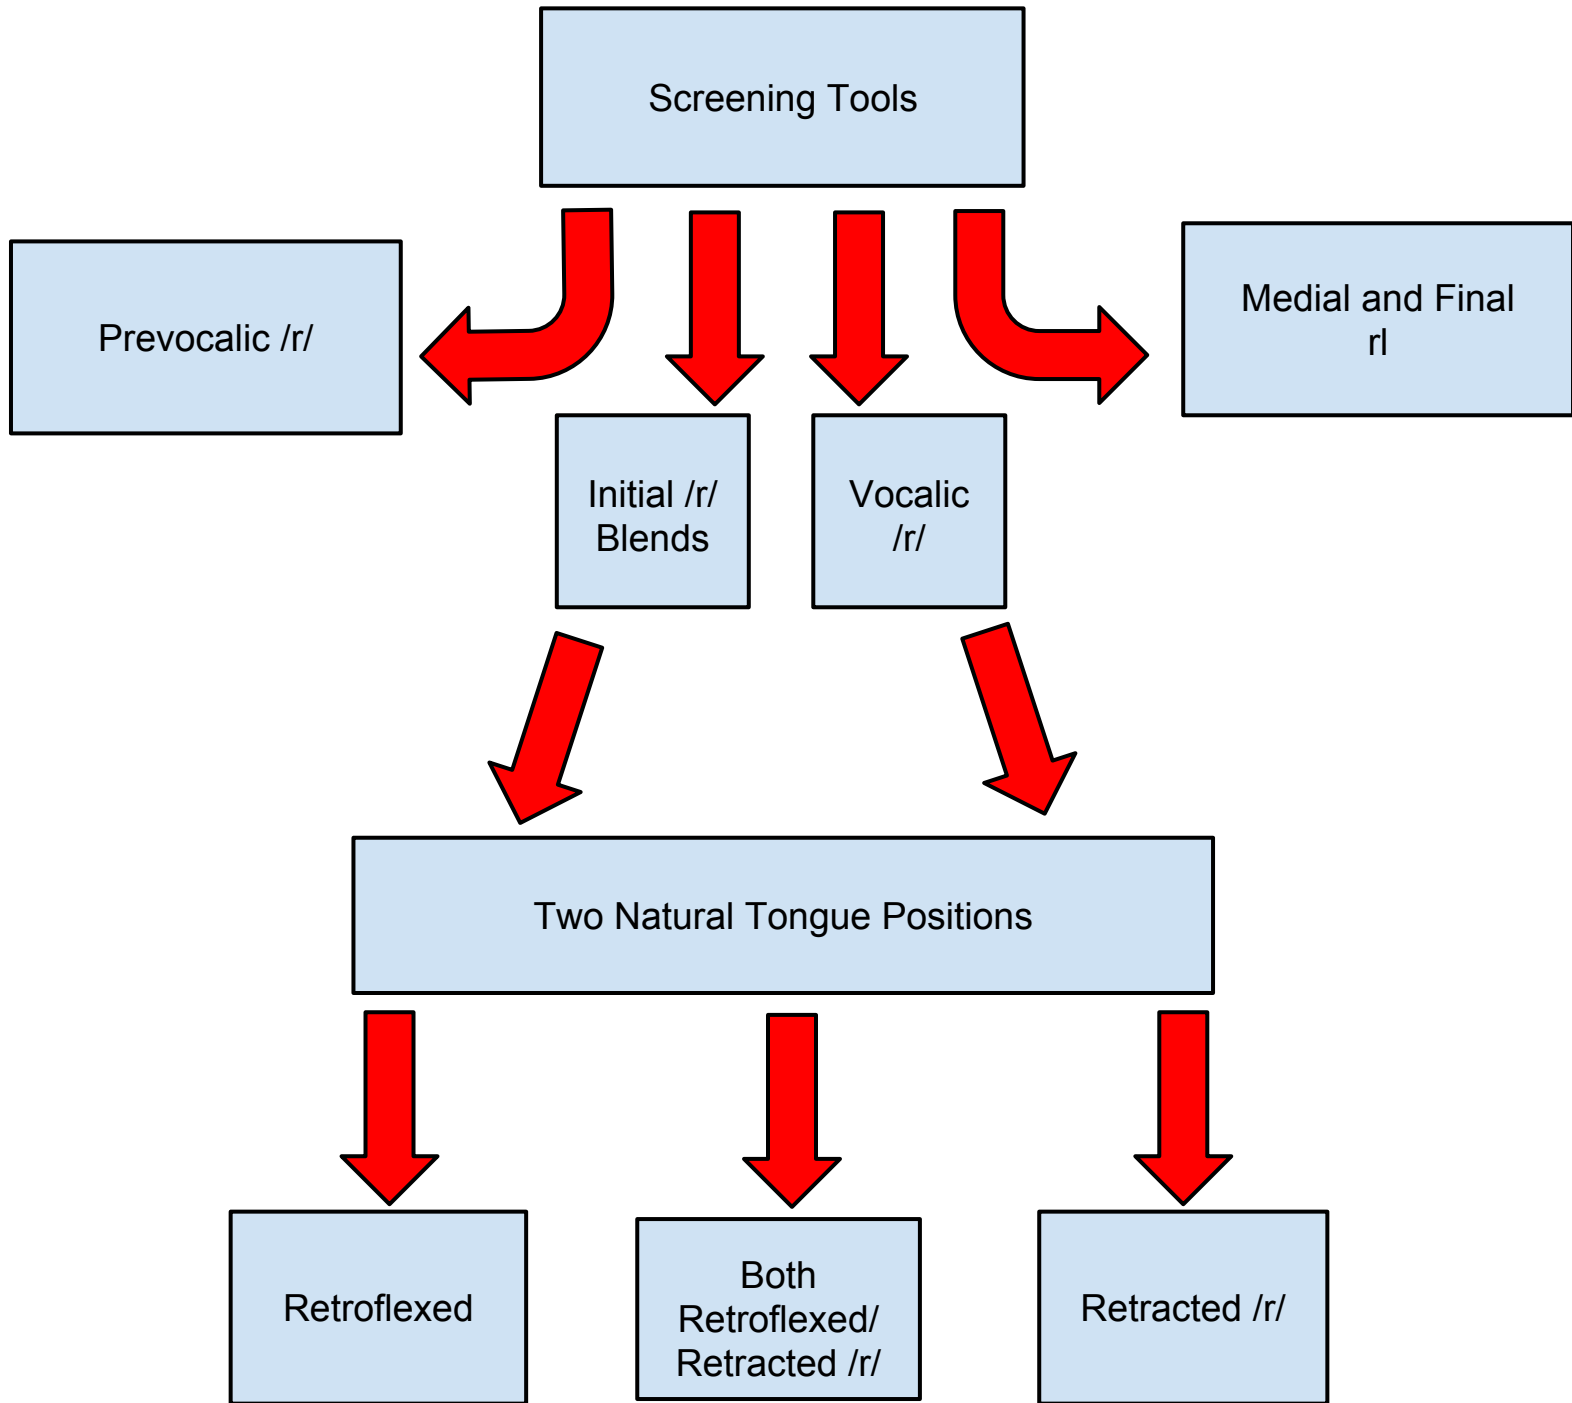 Screening Tools
Prevocalic /r/
Medial and Final
rl
Initial /r/
Blends
Vocalic
/r/
Two Natural Tongue Positions
Retroflexed
Both
Retroflexed/
Retracted /r/
Retracted /r/